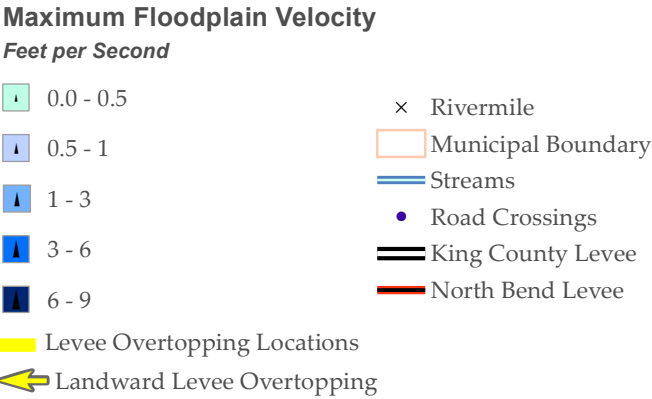 Maximum Floodplain Velocity
Feet per Second
0.0 - 0.5
0.5 - 1
1 - 3
3 - 6
6 - 9
Levee Overtopping Locations
Landward Levee Overtopping
Rivermile
Municipal Boundary
Streams
Road Crossings
King County Levee
North Bend Levee